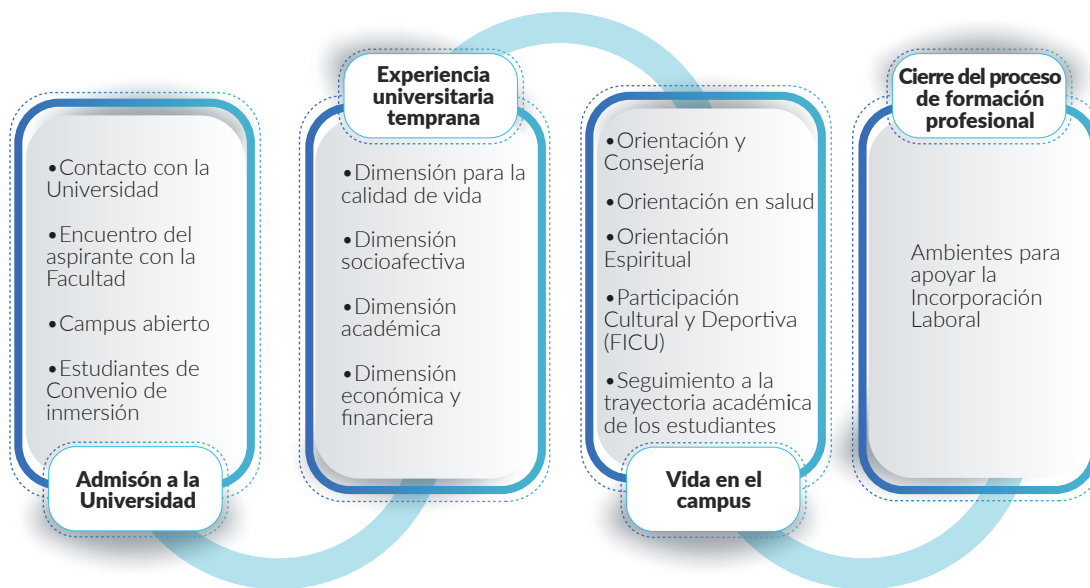 •Contacto con la
Universidad
•Encuentro del
aspirante con la
Facultad
•Campus abierto
•Estudiantes de
Convenio de
inmersión
Admisón a la
Universidad
Experiencia
universitaria
temprana
•Dimensión para la
calidad de vida
•Dimensión
socioafectiva
•Dimensión
académica
•Dimensión
económica y
financiera
•Orientación y
Consejería
•Orientación en salud
•Orientación
Espiritual
•Participación
Cultural y Deportiva
(FICU)
•Seguimiento a la
trayectoria académica
de los estudiantes
Vida en el
campus
Cierre del proceso
de formación
profesional
Ambientes para
apoyar la
Incorporación
Laboral